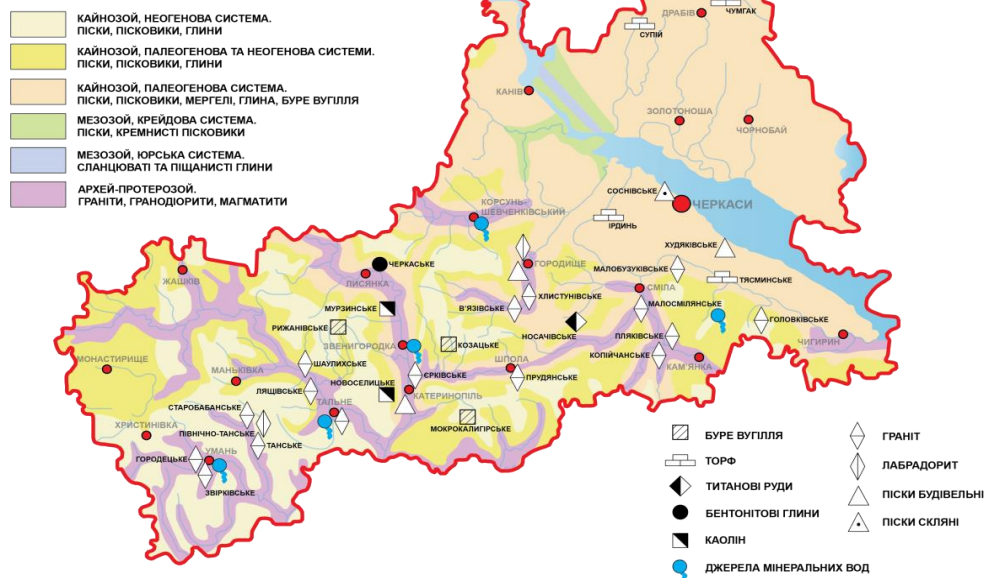 КАЙНОЗОЙ, НЕОГЕНОВА СИСТЕМА.
ПІСКИ, ПІСКОВИКИ, ГЛИНИ
КАЙНОЗОЙ, ПАЛЕОГЕНОВА ТА НЕОГЕНОВА СИСТЕМИ.
ПІСКИ, ПІСКОВИКИ, ГЛИНИ
КАЙНОЗОЙ, ПАЛЕОГЕНОВА СИСТЕМА.
ПІСКИ, ПІСКОВИКИ, МЕРГЕЛІ, ГЛИНА, БУРЕ ВУГІЛЛЯ
МЕЗОЗОЙ, КРЕЙДОВА СИСТЕМА.
ПІСКИ, КРЕМНИСТІ ПІСКОВИКИ
МЕЗОЗОЙ, ЮРСЬКА СИСТЕМА.
СЛАНЦЮВАТІ ТА ПІЩАНИСТІ ГЛИНИ
АРХЕЙ-ПРОТЕРОЗОЙ.
ГРАНІТИ, ГРАНОДІОРИТИ, МАГМАТИТИ
ДРАБІВ
ЧУМГАК
СУПІЙ
КАНІВ
ЗОЛОТОНОША
ЧОРНОБАЙ
СОСНІВСЬКЕ
ЧЕРКАСИ
КОРСУНЬ-
ШЕВЧЕНКІВСЬКИЙ
ІРДИНЬ
ХУДЯКІВСЬКЕ
ЧЕРКАСЬКЕ
ГОРОДИЩЕ
МАЛОБУЗУКІВСЬКЕ
ТЯСМИНСЬКЕ
ЖАШКІВ
ЛИСЯНКА
СМІЛА
ХЛИСТУНІВСЬКЕ
МАЛОСМІЛЯНСЬКЕ
МУРЗИНСЬКЕ
В'ЯЗІВСЬКЕ
ГОЛОВКІВСЬКЕ
РИЖАНІВСЬКЕ
НОСАЧІВСЬКЕ
ПЛЯКІВСЬКЕ
ЧИГИРИН
ЗВЕНИГОРОДКА
КОЗАЦЬКЕ
КОПІЙЧАНСЬКЕ
МОНАСТИРИЩЕ
ШАУЛИХСЬКЕ
ШПОЛА
КАМ'ЯНКА
МАНЬКІВКА
ЄРКІВСЬКЕ
ПРУДЯНСЬКЕ
НОВОСЕЛИЦЬКЕ
ЛЯЩІВСЬКЕ
КАТЕРИНОПІЛЬ
ТАЛЬНЕ
СТАРОБАБАНСЬКЕ
МОКРОКАЛИГІРСЬКЕ
ХРИСТИНІВКА
ПІВНІЧНО-ТАНСЬКЕ
ТАНСЬКЕ
УМАНЬ
ГОРОДЕЦЬКЕ
ЗВІРКІВСЬКЕ
БУРЕ ВУГІЛЛЯ
ТОРФ
ТИТАНОВІ РУДИ
БЕНТОНІТОВІ ГЛИНИ
КАОЛІН
ДЖЕРЕЛА МІНЕРАЛЬНИХ ВОД
ГРАНІТ
ЛАБРАДОРИТ
ПІСКИ БУДІВЕЛЬНІ
ПІСКИ СКЛЯНІ